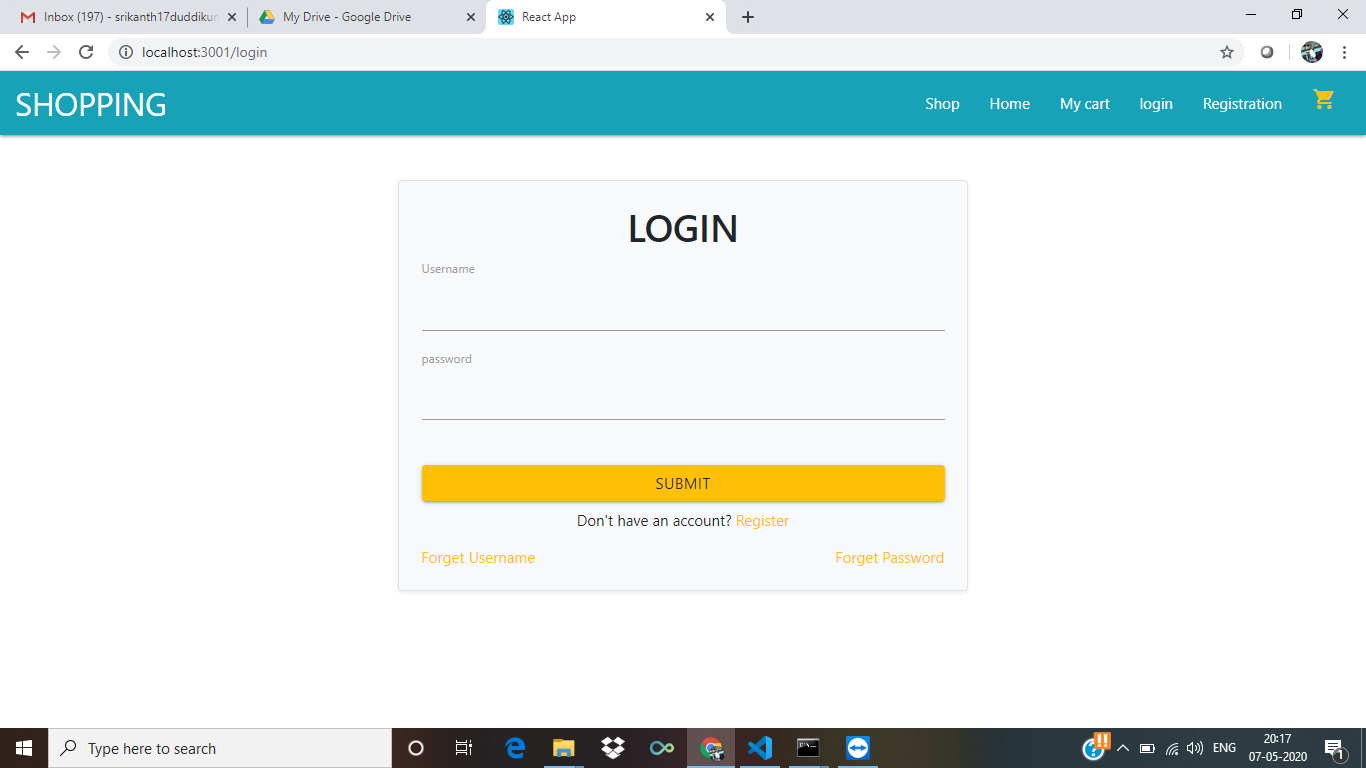 Inbox (197) - srikanth17duddikun
My Drive - Google Drive
React App
localhost:3001/login
SHOPPING
Shop Home My cart login Registration
LOGIN
Username
password
SUBMIT
Don't have an account? Register
Forget Username Forget Password
Type here to search
ENG
20:17
07-05-2020
1